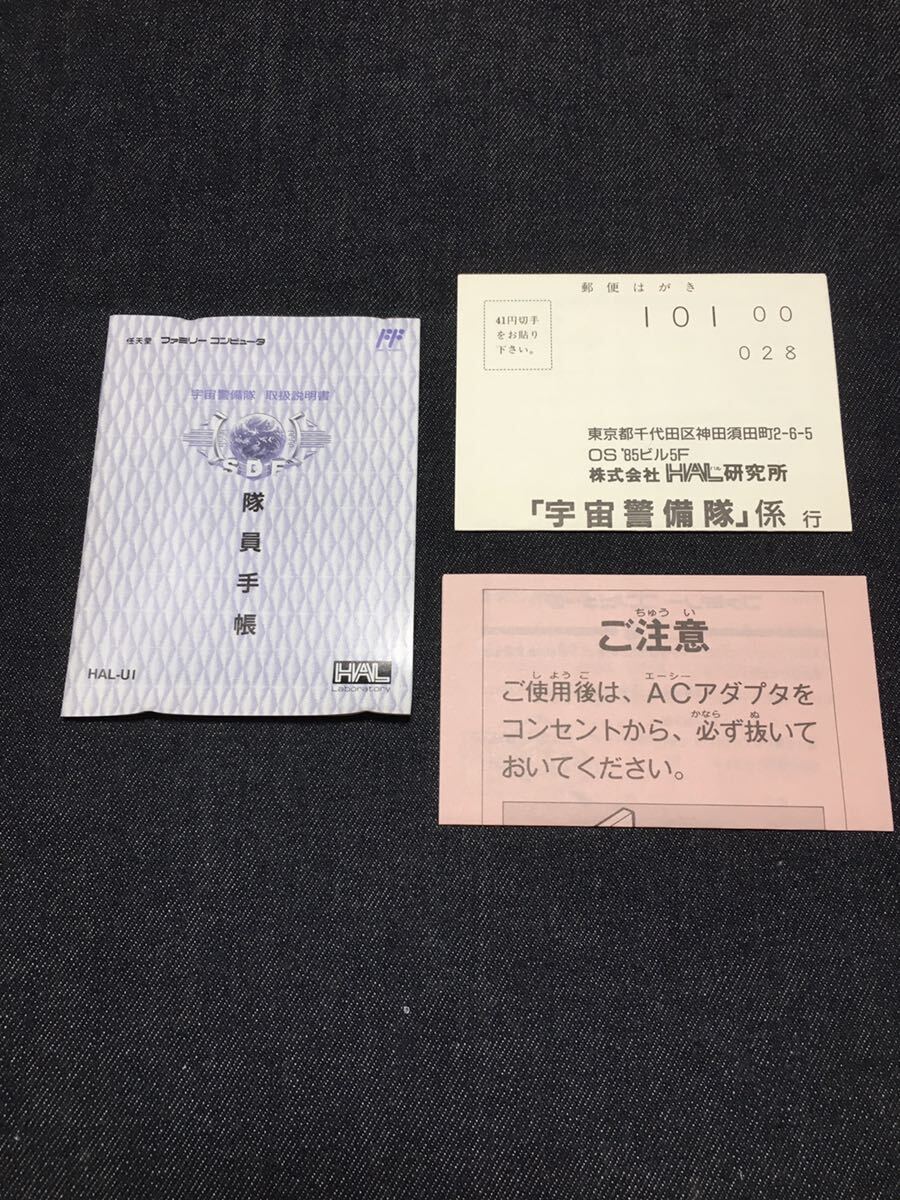 任天堂 ファミリー コンピュータ
FF
宇宙警備隊 取扱説明書
SDF
隊員手帳
HAL-UI
HAL
Laboratory
郵便はがき
41円切手
をお貼り
下さい。
101 00
028
東京都千代田区神田須田町2-6-5
OS '85ビル5F
株式会社 HAL研究所
「宇宙警備隊」係 行
ちゅうい
ご注意
しようご エーシー
ご使用後は、ACアダプタを
かなら ぬ
コンセントから、必ず抜いて
おいてください。